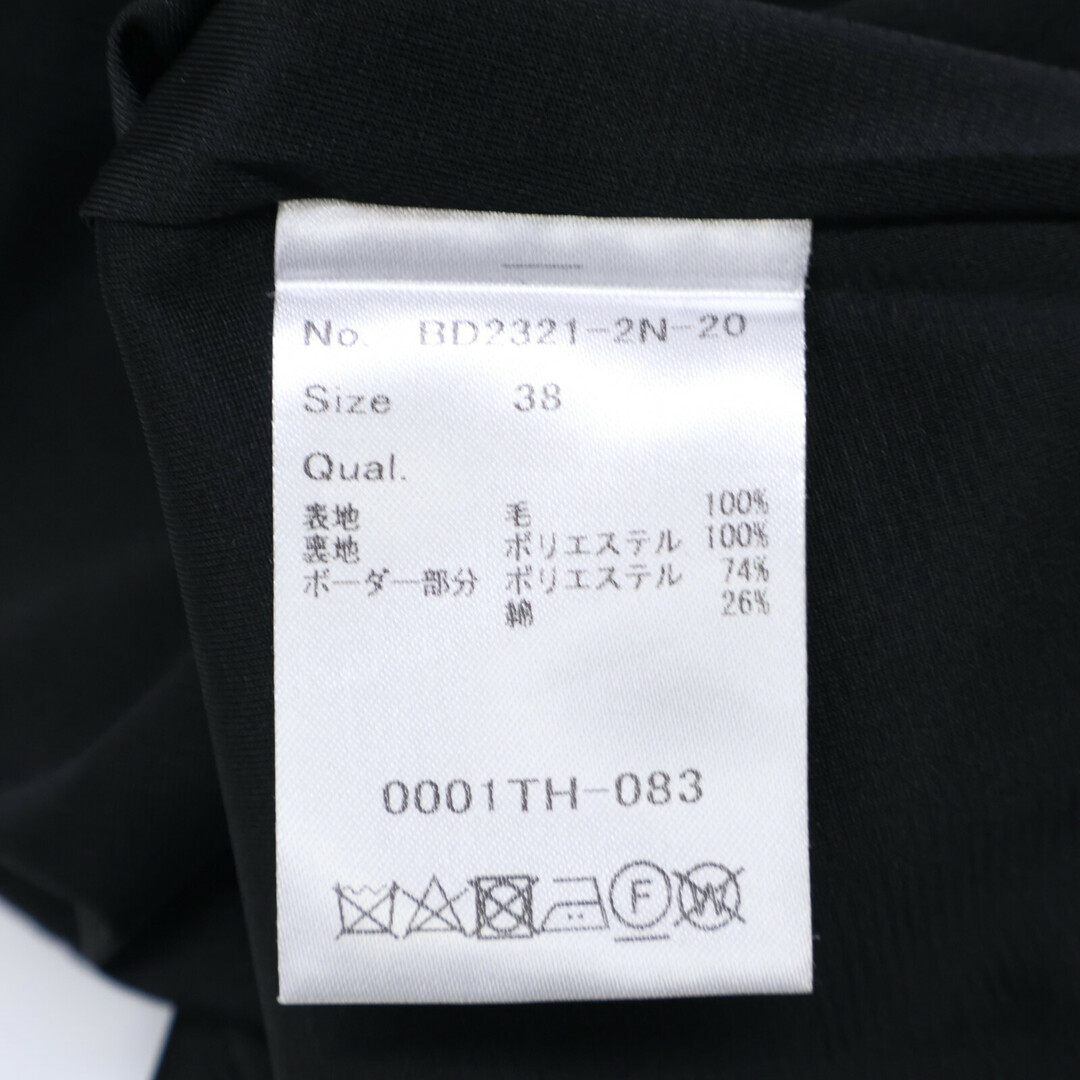 No. BD2321-2N-20
Size 38
Qual.
表地 毛 100%
裏地 ポリエステル 100%
ボーダー部分 ポリエステル 74%
綿 26%
0001TH-083
F W